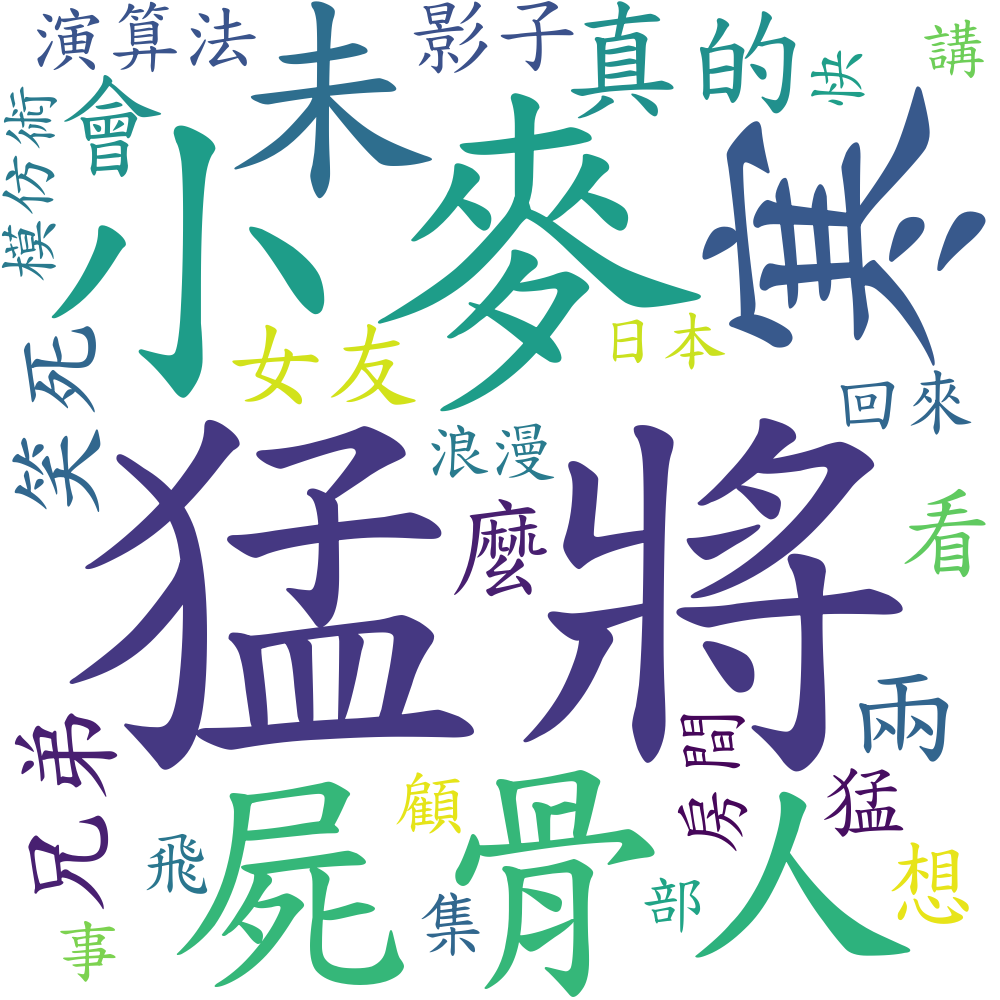 演算法
影子
未
真的
快
講
會
模仿術
小麥
寒
笑死
女友
日本
回來
浪漫
猛將
麼
看
兄弟
兩
房間
猛
屍骨
人
顧
飛
想
集
部
事